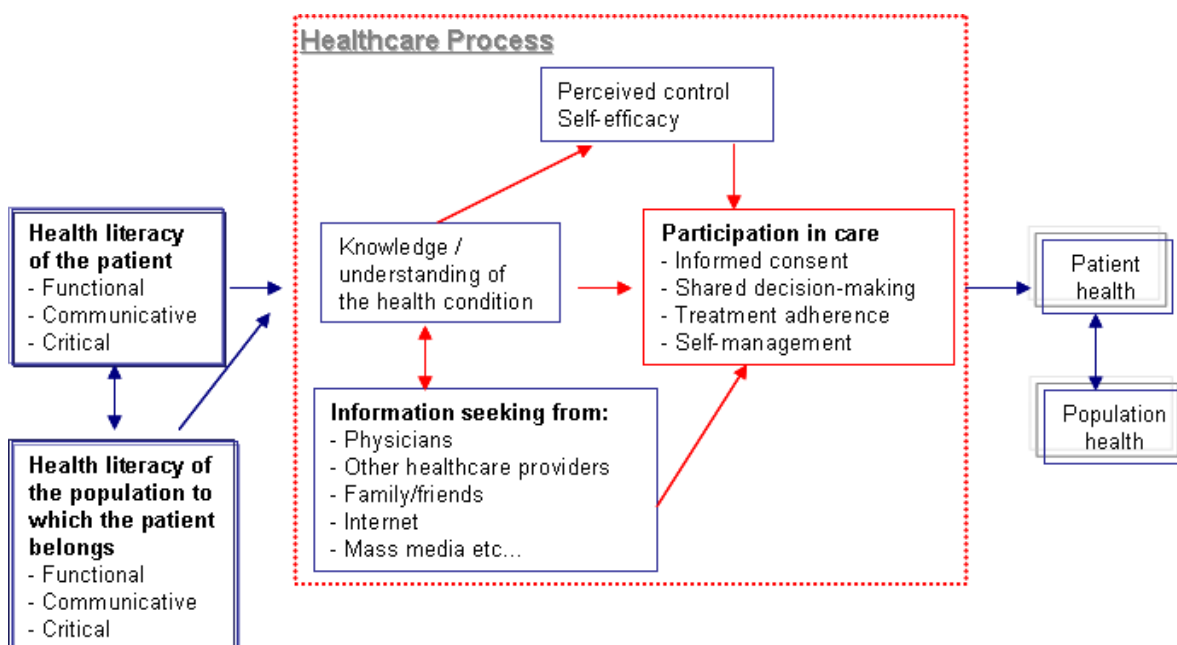 Healthcare Process
Perceived control
Self-efficacy
Health literacy
of the patient
- Functional
- Communicative
- Critical
Knowledge /
understanding of
the health condition
Participation in care
- Informed consent
- Shared decision-making
- Treatment adherence
- Self-management
Patient
health
Health literacy of
the population to
which the patient
belongs
- Functional
- Communicative
- Critical
Information seeking from:
- Physicians
- Other healthcare providers
- Family/friends
- Internet
- Mass media etc...
Population
health